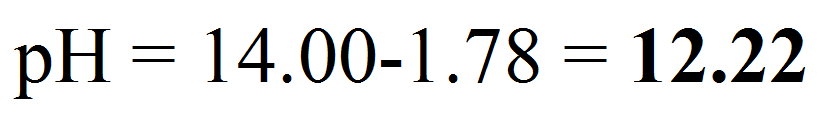 pH = 14.00-1.78 = 12.22